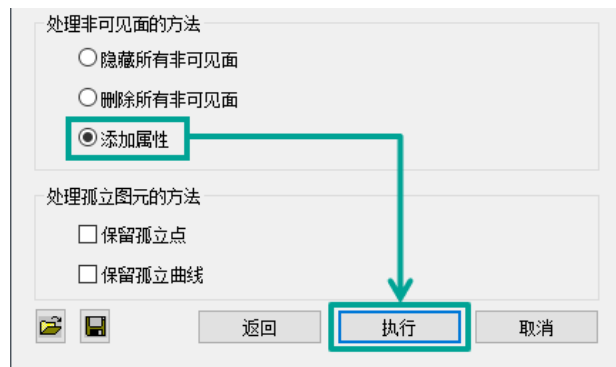 处理非可见面的方法
隐藏所有非可见面
删除所有非可见面
添加属性
处理孤立图元的方法
保留孤立点
保留孤立曲线
返回 执行 取消